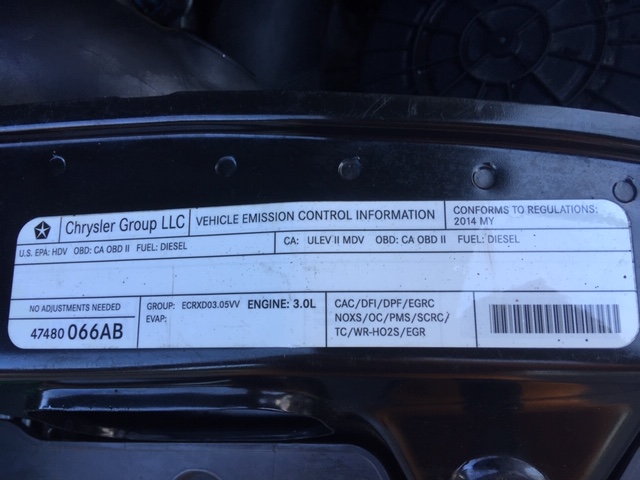 Chrysler Group LLC
VEHICLE EMISSION CONTROL INFORMATION
CONFORMS TO REGULATIONS:
2014 MY
U.S. EPA: HDV OBD: CA OBD II FUEL: DIESEL
CA: ULEV II MDV OBD: CA OBD II FUEL: DIESEL
NO ADJUSTMENTS NEEDED
47480 066AB
GROUP: ECRXD03.05VV ENGINE: 3.0L
EVAP:
CAC/DFI/DPF/EGRC
NOXS/OC/PMS/SCRC/
TC/WR-HO2S/EGR